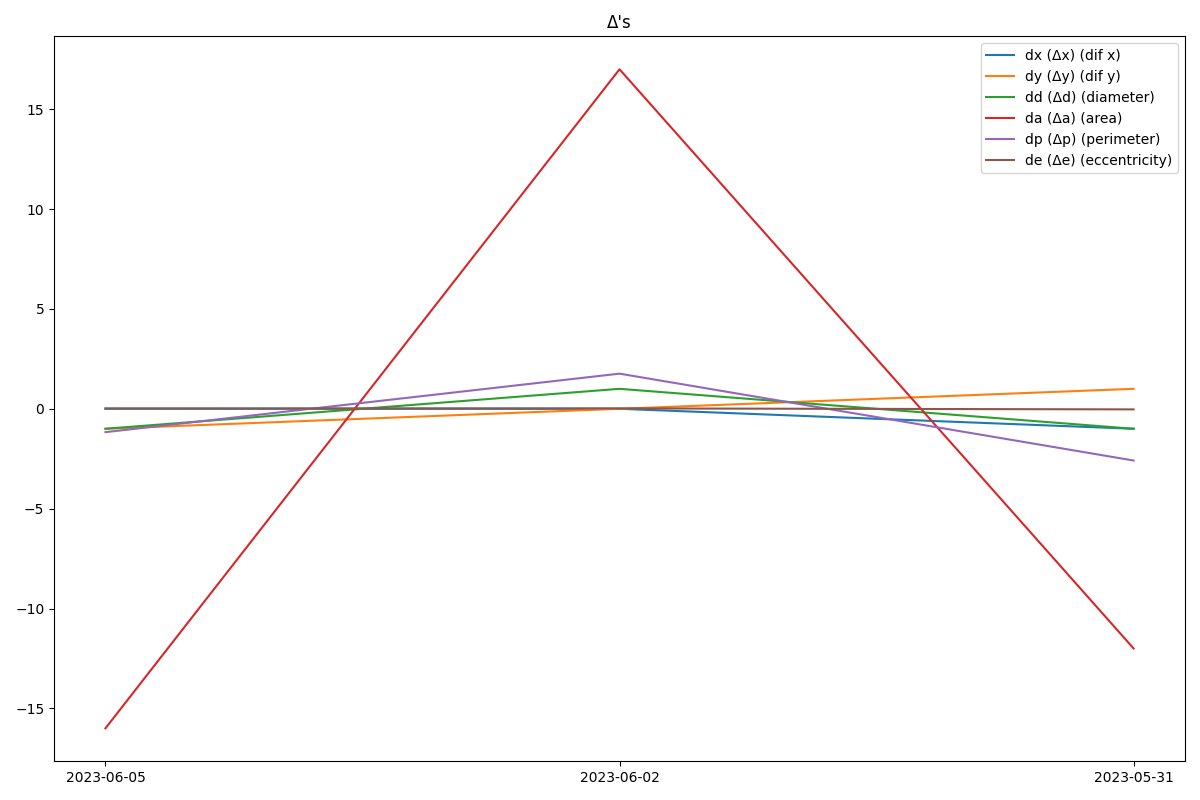 Δ's
dx (Δx) (dif x)
dy (Δy) (dif y)
dd (Δd) (diameter)
da (Δa) (area)
dp (Δp) (perimeter)
de (Δe) (eccentricity)
15
10
5
0
−5
−10
−15
2023-06-05 2023-06-02 2023-05-31